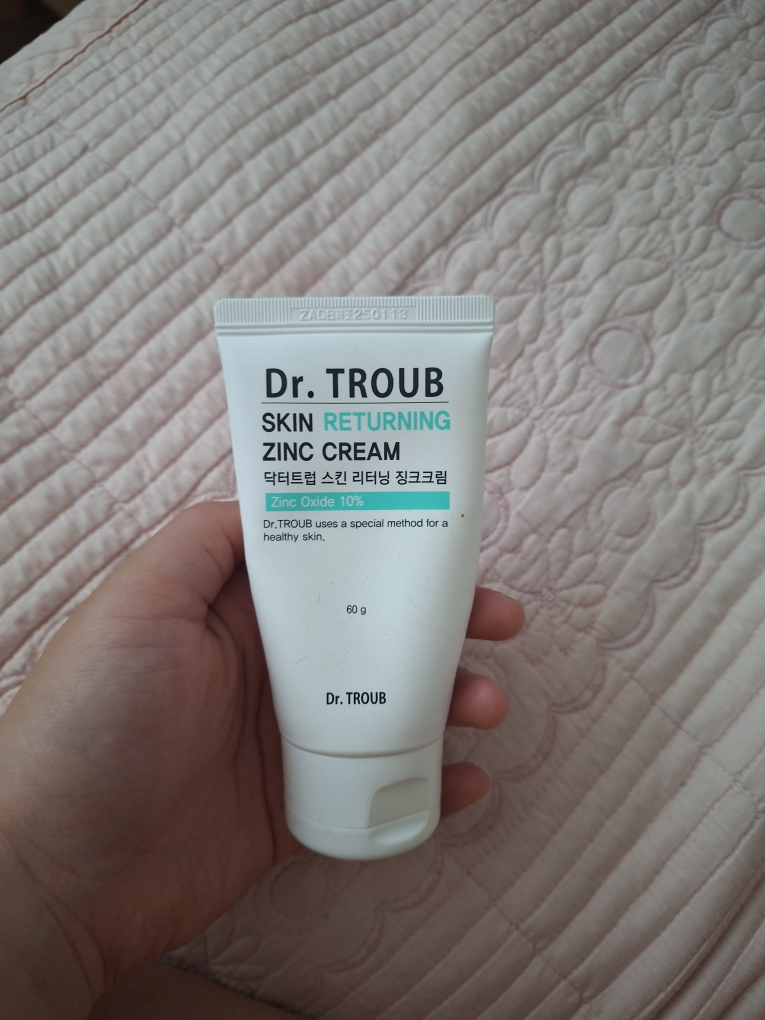 Dr. TROUB
SKIN RETURNING
ZINC CREAM
닥터트럽 스킨 리터닝 징크크림
Zinc Oxide 10%
Dr.TROUB uses a special method for a
healthy skin.
60 g
Dr. TROUB